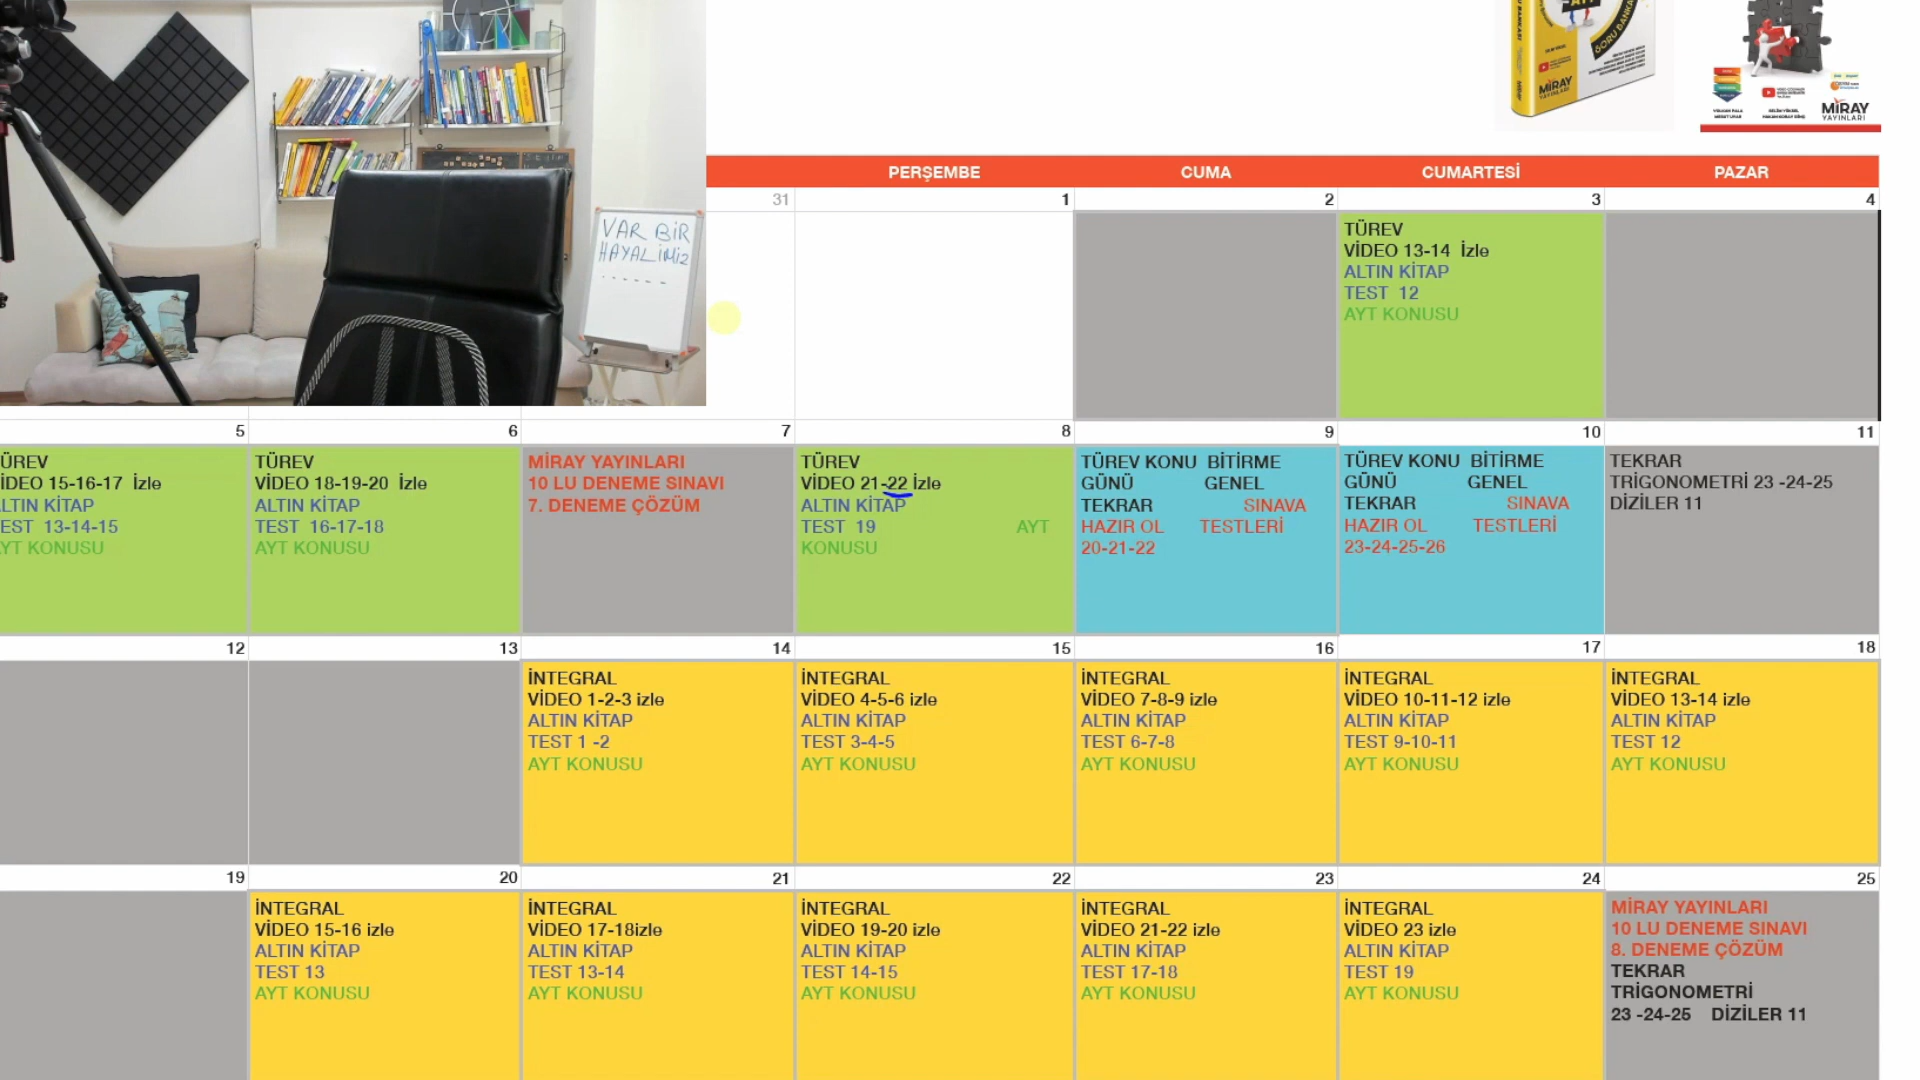 SORU BANKASI
MİRAY
YAYINLARI
MİRAY
YAYINLARI
VAR BİR
HAYALİMİZ
PERŞEMBE
CUMA
CUMARTESİ
PAZAR
31
1
2
3
4
TÜREV
VİDEO 13-14 İzle
ALTIN KİTAP
TEST 12
AYT KONUSU
5
6
7
8
9
10
11
ÜREV
İDEO 15-16-17 İzle
LTIN KİTAP
EST 13-14-15
YT KONUSU
TÜREV
VİDEO 18-19-20 İzle
ALTIN KİTAP
TEST 16-17-18
AYT KONUSU
MİRAY YAYINLARI
10 LU DENEME SINAVI
7. DENEME ÇÖZÜM
TÜREV
VİDEO 21-22 İzle
ALTIN KİTAP
TEST 19 AYT
KONUSU
TÜREV KONU BİTİRME
GÜNÜ GENEL
TEKRAR SINAVA
HAZIR OL TESTLERİ
20-21-22
TÜREV KONU BİTİRME
GÜNÜ GENEL
TEKRAR SINAVA
HAZIR OL TESTLERİ
23-24-25-26
TEKRAR
TRİGONOMETRİ 23 -24-25
DİZİLER 11
12
13
14
15
16
17
18
İNTEGRAL
VİDEO 1-2-3 izle
ALTIN KİTAP
TEST 1 -2
AYT KONUSU
İNTEGRAL
VİDEO 4-5-6 izle
ALTIN KİTAP
TEST 3-4-5
AYT KONUSU
İNTEGRAL
VİDEO 7-8-9 izle
ALTIN KİTAP
TEST 6-7-8
AYT KONUSU
İNTEGRAL
VİDEO 10-11-12 izle
ALTIN KİTAP
TEST 9-10-11
AYT KONUSU
İNTEGRAL
VİDEO 13-14 izle
ALTIN KİTAP
TEST 12
AYT KONUSU
19
20
21
22
23
24
25
İNTEGRAL
VİDEO 15-16 izle
ALTIN KİTAP
TEST 13
AYT KONUSU
İNTEGRAL
VİDEO 17-18izle
ALTIN KİTAP
TEST 13-14
AYT KONUSU
İNTEGRAL
VİDEO 19-20 izle
ALTIN KİTAP
TEST 14-15
AYT KONUSU
İNTEGRAL
VİDEO 21-22 izle
ALTIN KİTAP
TEST 17-18
AYT KONUSU
İNTEGRAL
VİDEO 23 izle
ALTIN KİTAP
TEST 19
AYT KONUSU
MİRAY YAYINLARI
10 LU DENEME SINAVI
8. DENEME ÇÖZÜM
TEKRAR
TRİGONOMETRİ
23 -24-25 DİZİLER 11